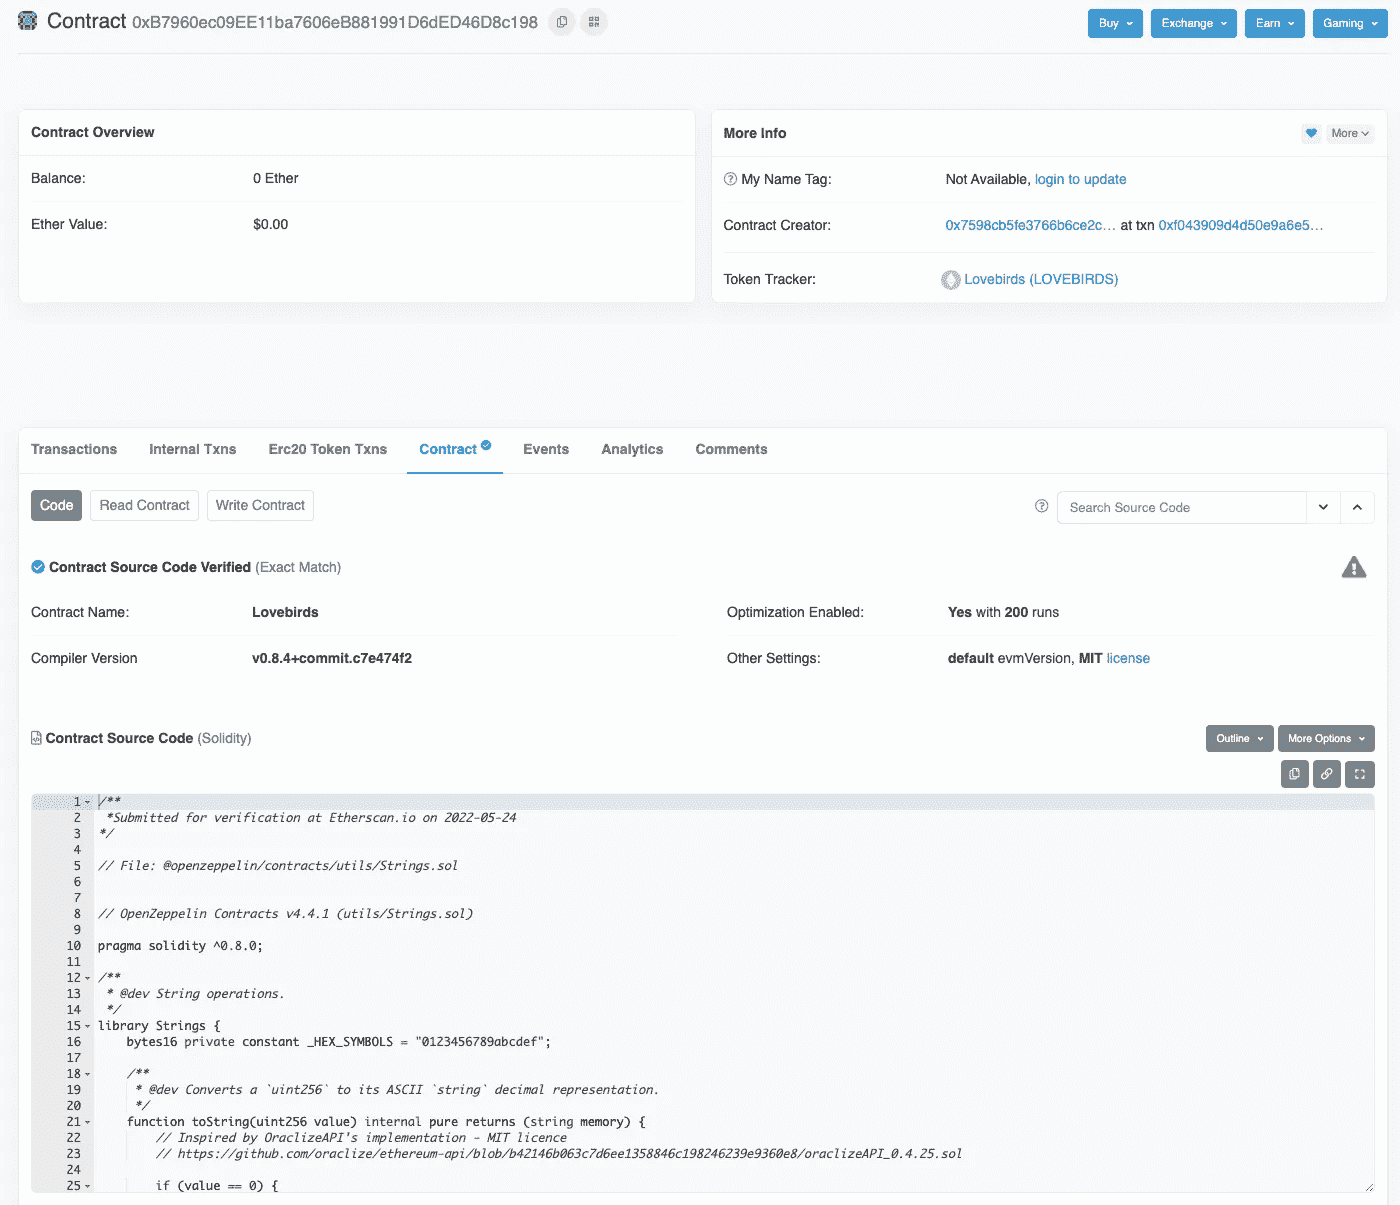 Contract 0xB7960ec09EE11ba7606eB881991D6dED46D8c198
Buy Exchange Earn Gaming
Contract Overview
Balance: 0 Ether
Ether Value: $0.00
More Info
More
My Name Tag: Not Available, login to update
Contract Creator: 0x7598cb5fe3766b6ce2c... at txn 0xf043909d4d50e9a6e5...
Token Tracker: Lovebirds (LOVEBIRDS)
Transactions Internal Txns Erc20 Token Txns Contract Events Analytics Comments
Code Read Contract Write Contract
Search Source Code
Contract Source Code Verified (Exact Match)
Contract Name: Lovebirds
Optimization Enabled: Yes with 200 runs
Compiler Version v0.8.4+commit.c7e474f2
Other Settings: default evmVersion, MIT license
Contract Source Code (Solidity)
Outline More Options
1 /**
2 *Submitted for verification at Etherscan.io on 2022-05-24
3 */
4
5 // File: @openzeppelin/contracts/utils/Strings.sol
6
7
8 // OpenZeppelin Contracts v4.4.1 (utils/Strings.sol)
9
10 pragma solidity ^0.8.0;
11
12 /**
13 * @dev String operations.
14 */
15 library Strings {
16 bytes16 private constant _HEX_SYMBOLS = "0123456789abcdef";
17
18 /**
19 * @dev Converts a `uint256` to its ASCII `string` decimal representation.
20 */
21 function toString(uint256 value) internal pure returns (string memory) {
22 // Inspired by OraclizeAPI's implementation - MIT licence
23 // https://github.com/oraclize/ethereum-api/blob/b42146b063c7d6ee1358846c198246239e9360e8/oraclizeAPI_0.4.25.sol
24
25 if (value == 0) {